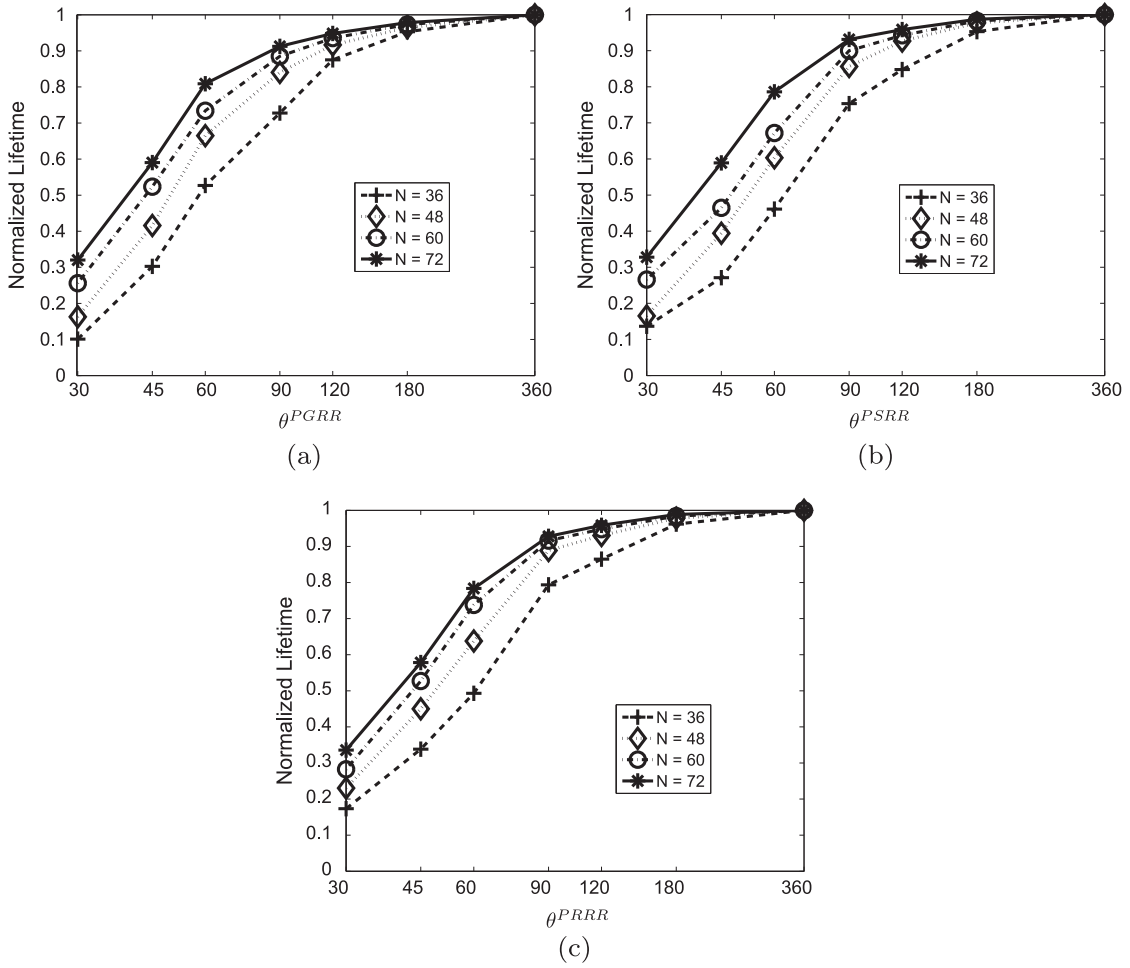 Normalized Lifetime
1
0.9
0.8
0.7
0.6
0.5
0.4
0.3
0.2
0.1
0
30 45 60 90 120 180 360
θ^{PGRR}
N = 36
N = 48
N = 60
N = 72
(a)
Normalized Lifetime
1
0.9
0.8
0.7
0.6
0.5
0.4
0.3
0.2
0.1
0
30 45 60 90 120 180 360
θ^{PSRR}
N = 36
N = 48
N = 60
N = 72
(b)
Normalized Lifetime
1
0.9
0.8
0.7
0.6
0.5
0.4
0.3
0.2
0.1
0
30 45 60 90 120 180 360
θ^{PRRR}
N = 36
N = 48
N = 60
N = 72
(c)